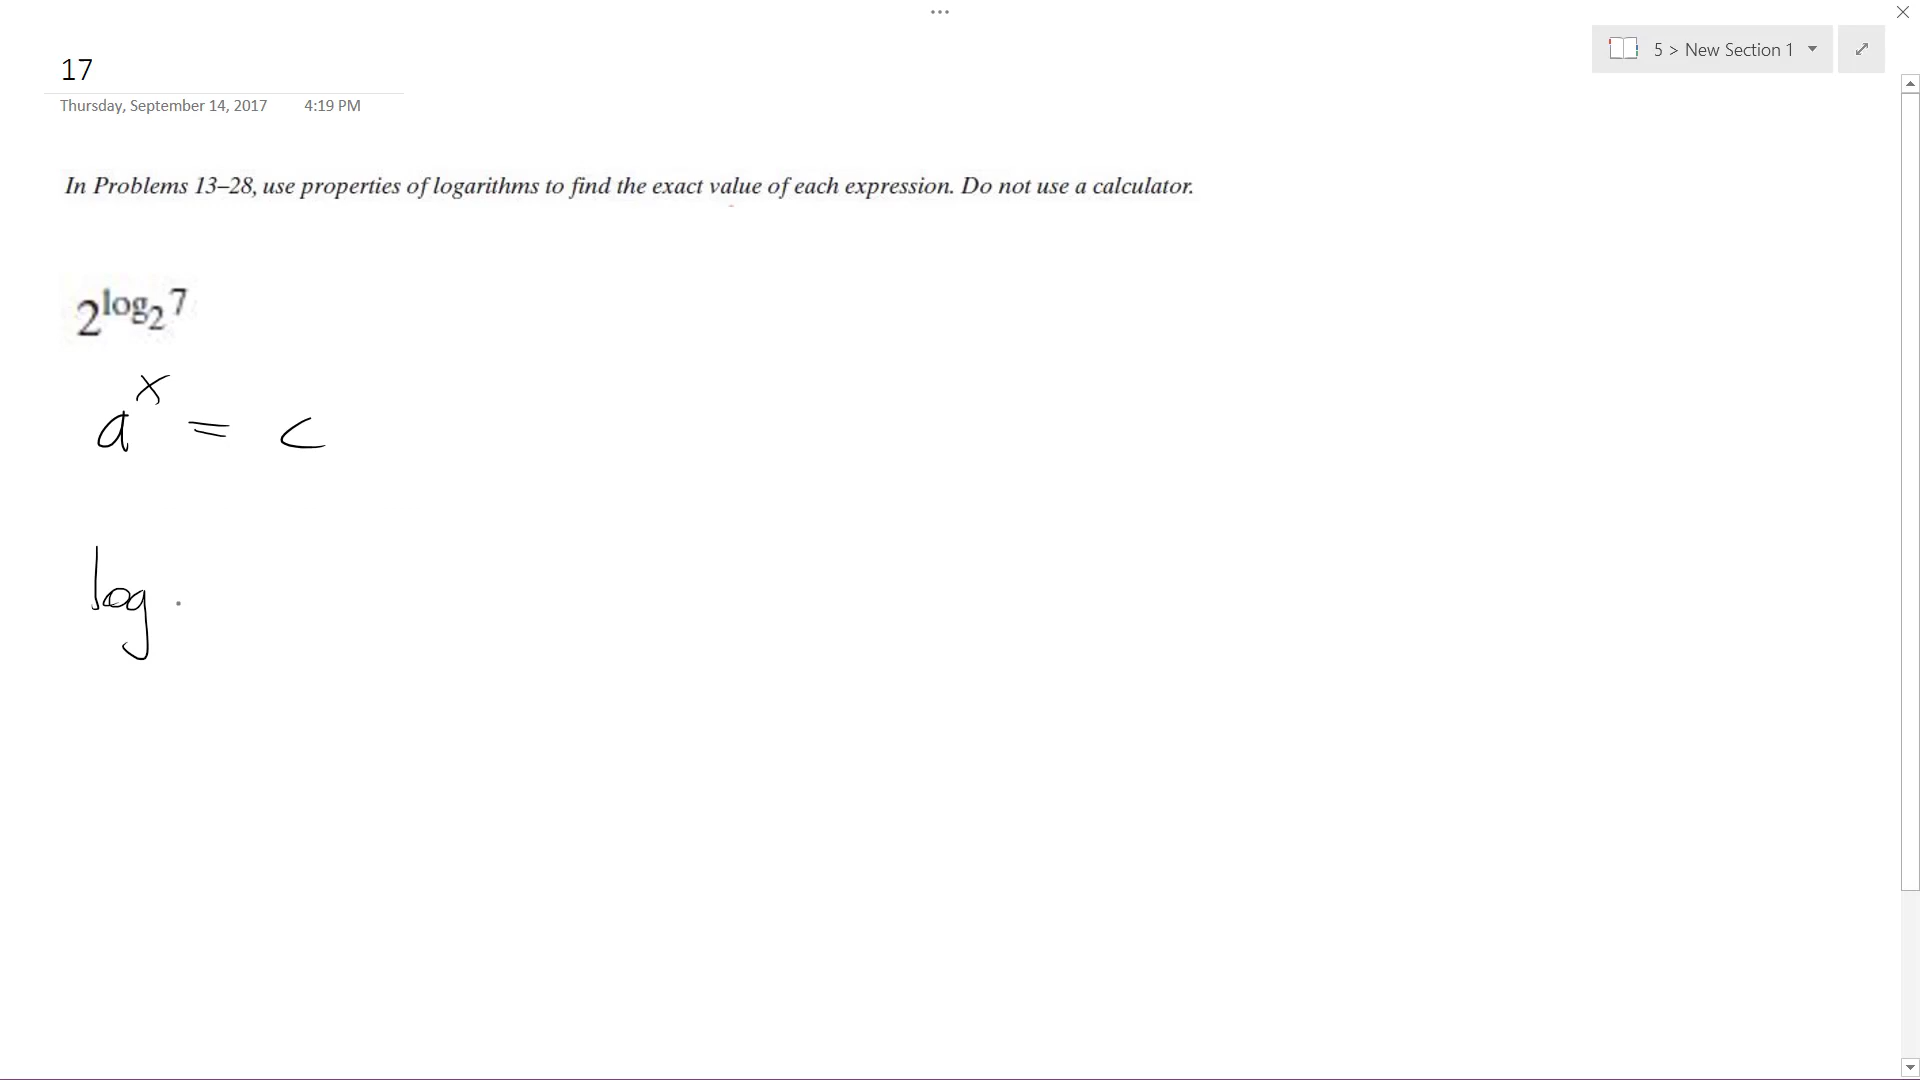 5 > New Section 1
17
Thursday, September 14, 2017 4:19 PM
In Problems 13–28, use properties of logarithms to find the exact value of each expression. Do not use a calculator.
2^log₂ 7
a^x = c
log